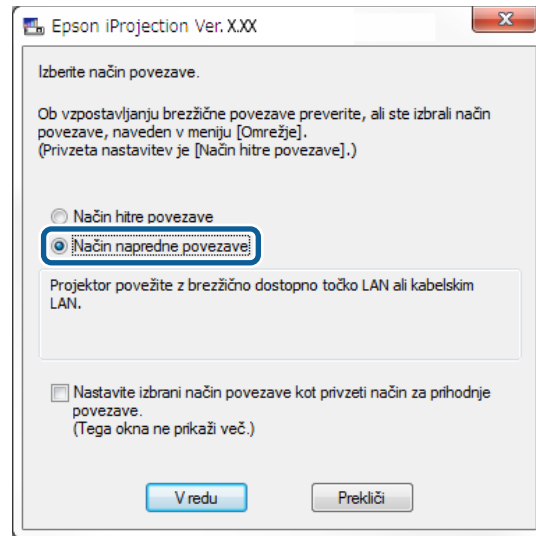 Epson iProjection Ver. X.XX
Izberite način povezave.
Ob vzpostavljanju brezžične povezave preverite, ali ste izbrali način
povezave, naveden v meniju [Omrežje].
(Privzeta nastavitev je [Način hitre povezave].)
Način hitre povezave
Način napredne povezave
Projektor povežite z brezžično dostopno točko LAN ali kabelskim
LAN.
Nastavite izbrani način povezave kot privzeti način za prihodnje
povezave.
(Tega okna ne prikaži več.)
V redu
Prekliči